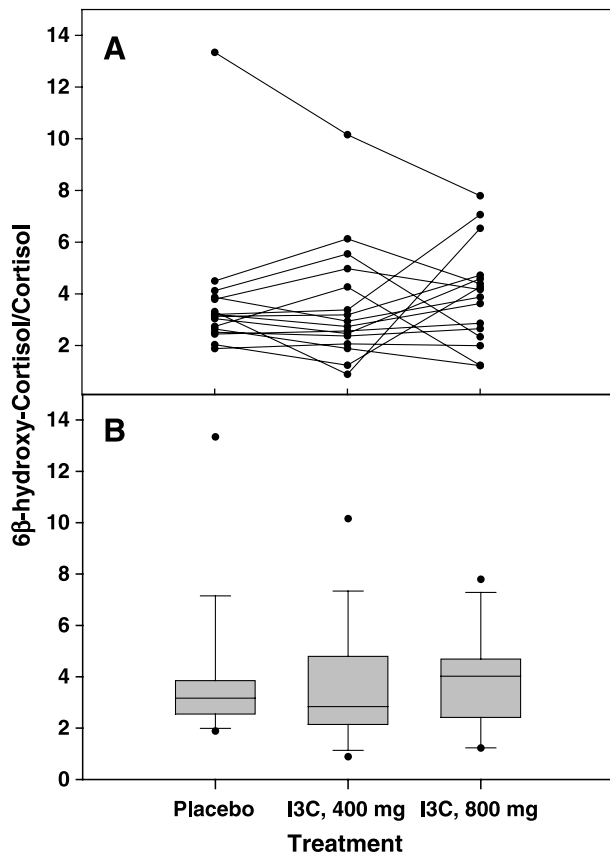 6β-hydroxy-Cortisol/Cortisol
A
14
12
10
8
6
4
2
B
14
12
10
8
6
4
2
0
Placebo
I3C, 400 mg
I3C, 800 mg
Treatment